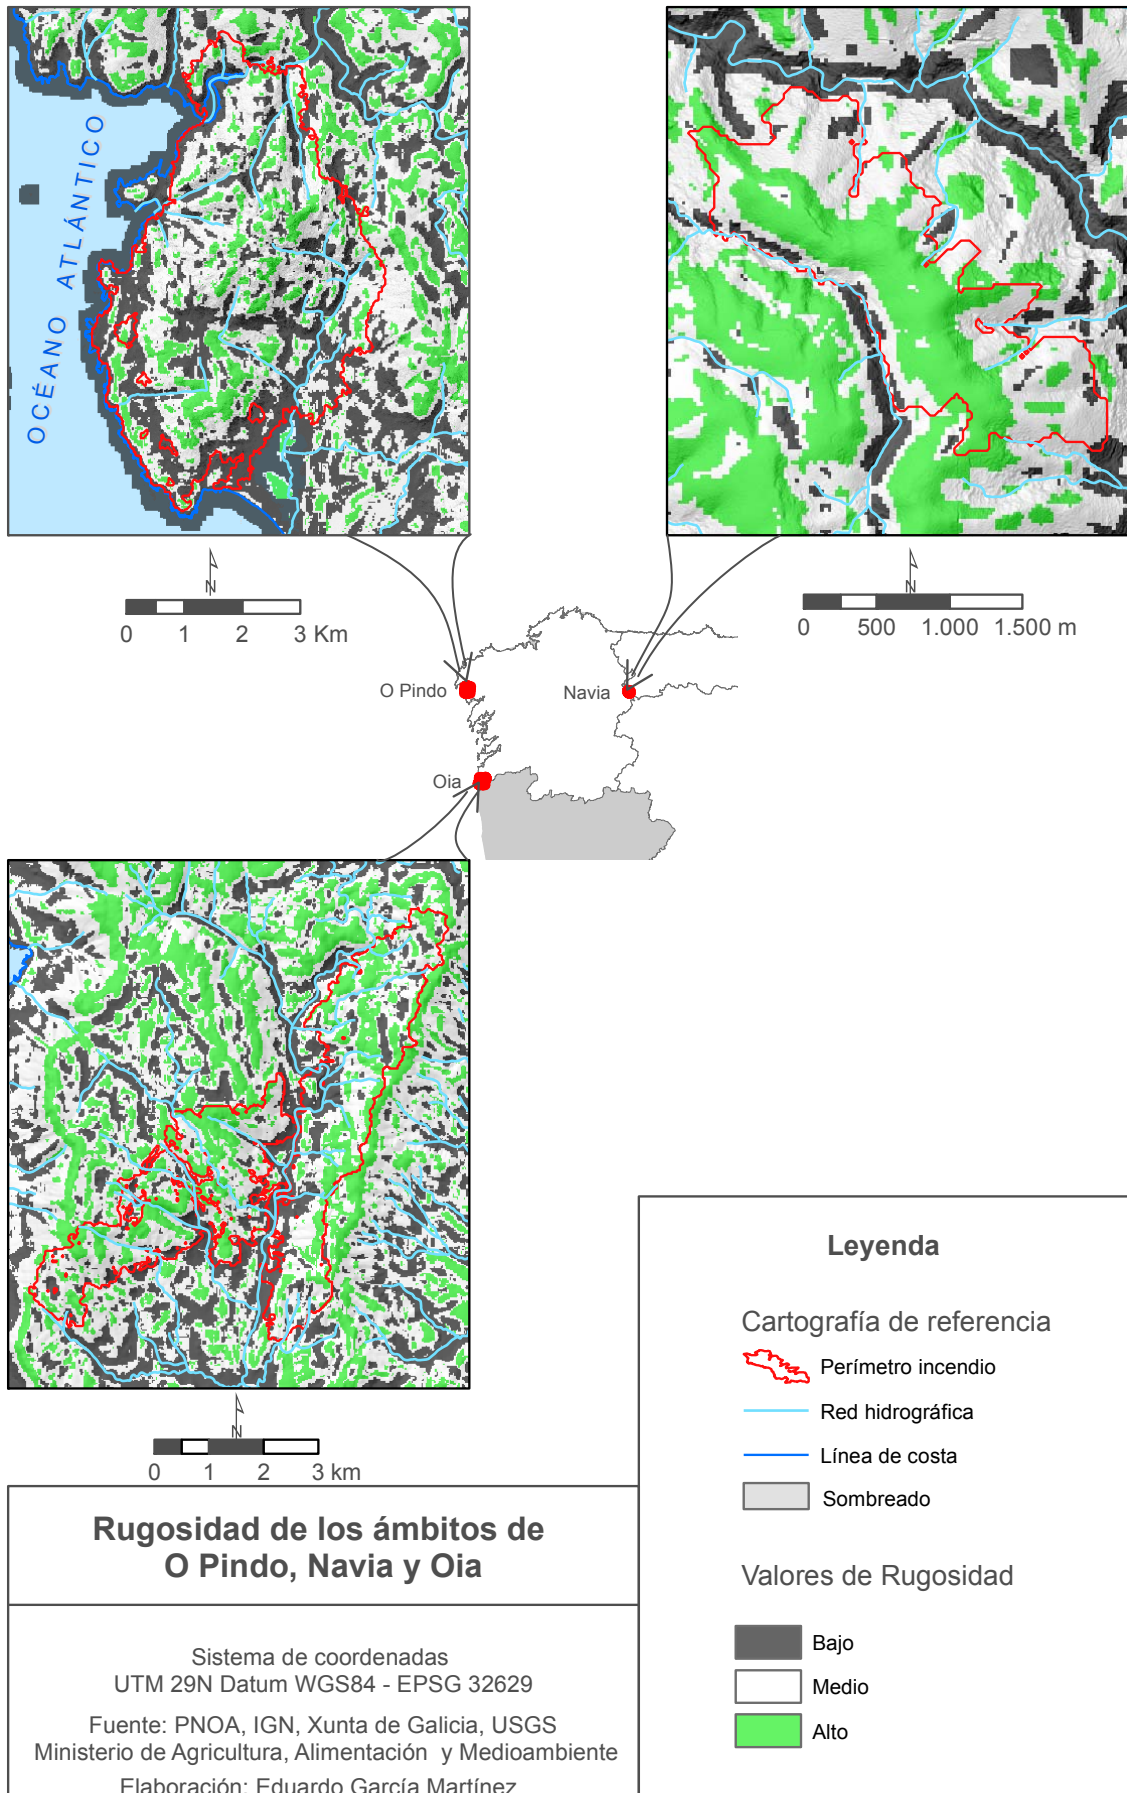 OCÉANO ATLÁNTICO
N
0 1 2 3 Km
N
0 500 1.000 1.500 m
O Pindo
Navia
Oia
N
0 1 2 3 km
Rugosidad de los ámbitos de
O Pindo, Navia y Oia
Sistema de coordenadas
UTM 29N Datum WGS84 - EPSG 32629
Fuente: PNOA, IGN, Xunta de Galicia, USGS
Ministerio de Agricultura, Alimentación y Medioambiente
Elaboración: Eduardo García Martínez
Leyenda
Cartografía de referencia
Perímetro incendio
Red hidrográfica
Línea de costa
Sombreado
Valores de Rugosidad
Bajo
Medio
Alto